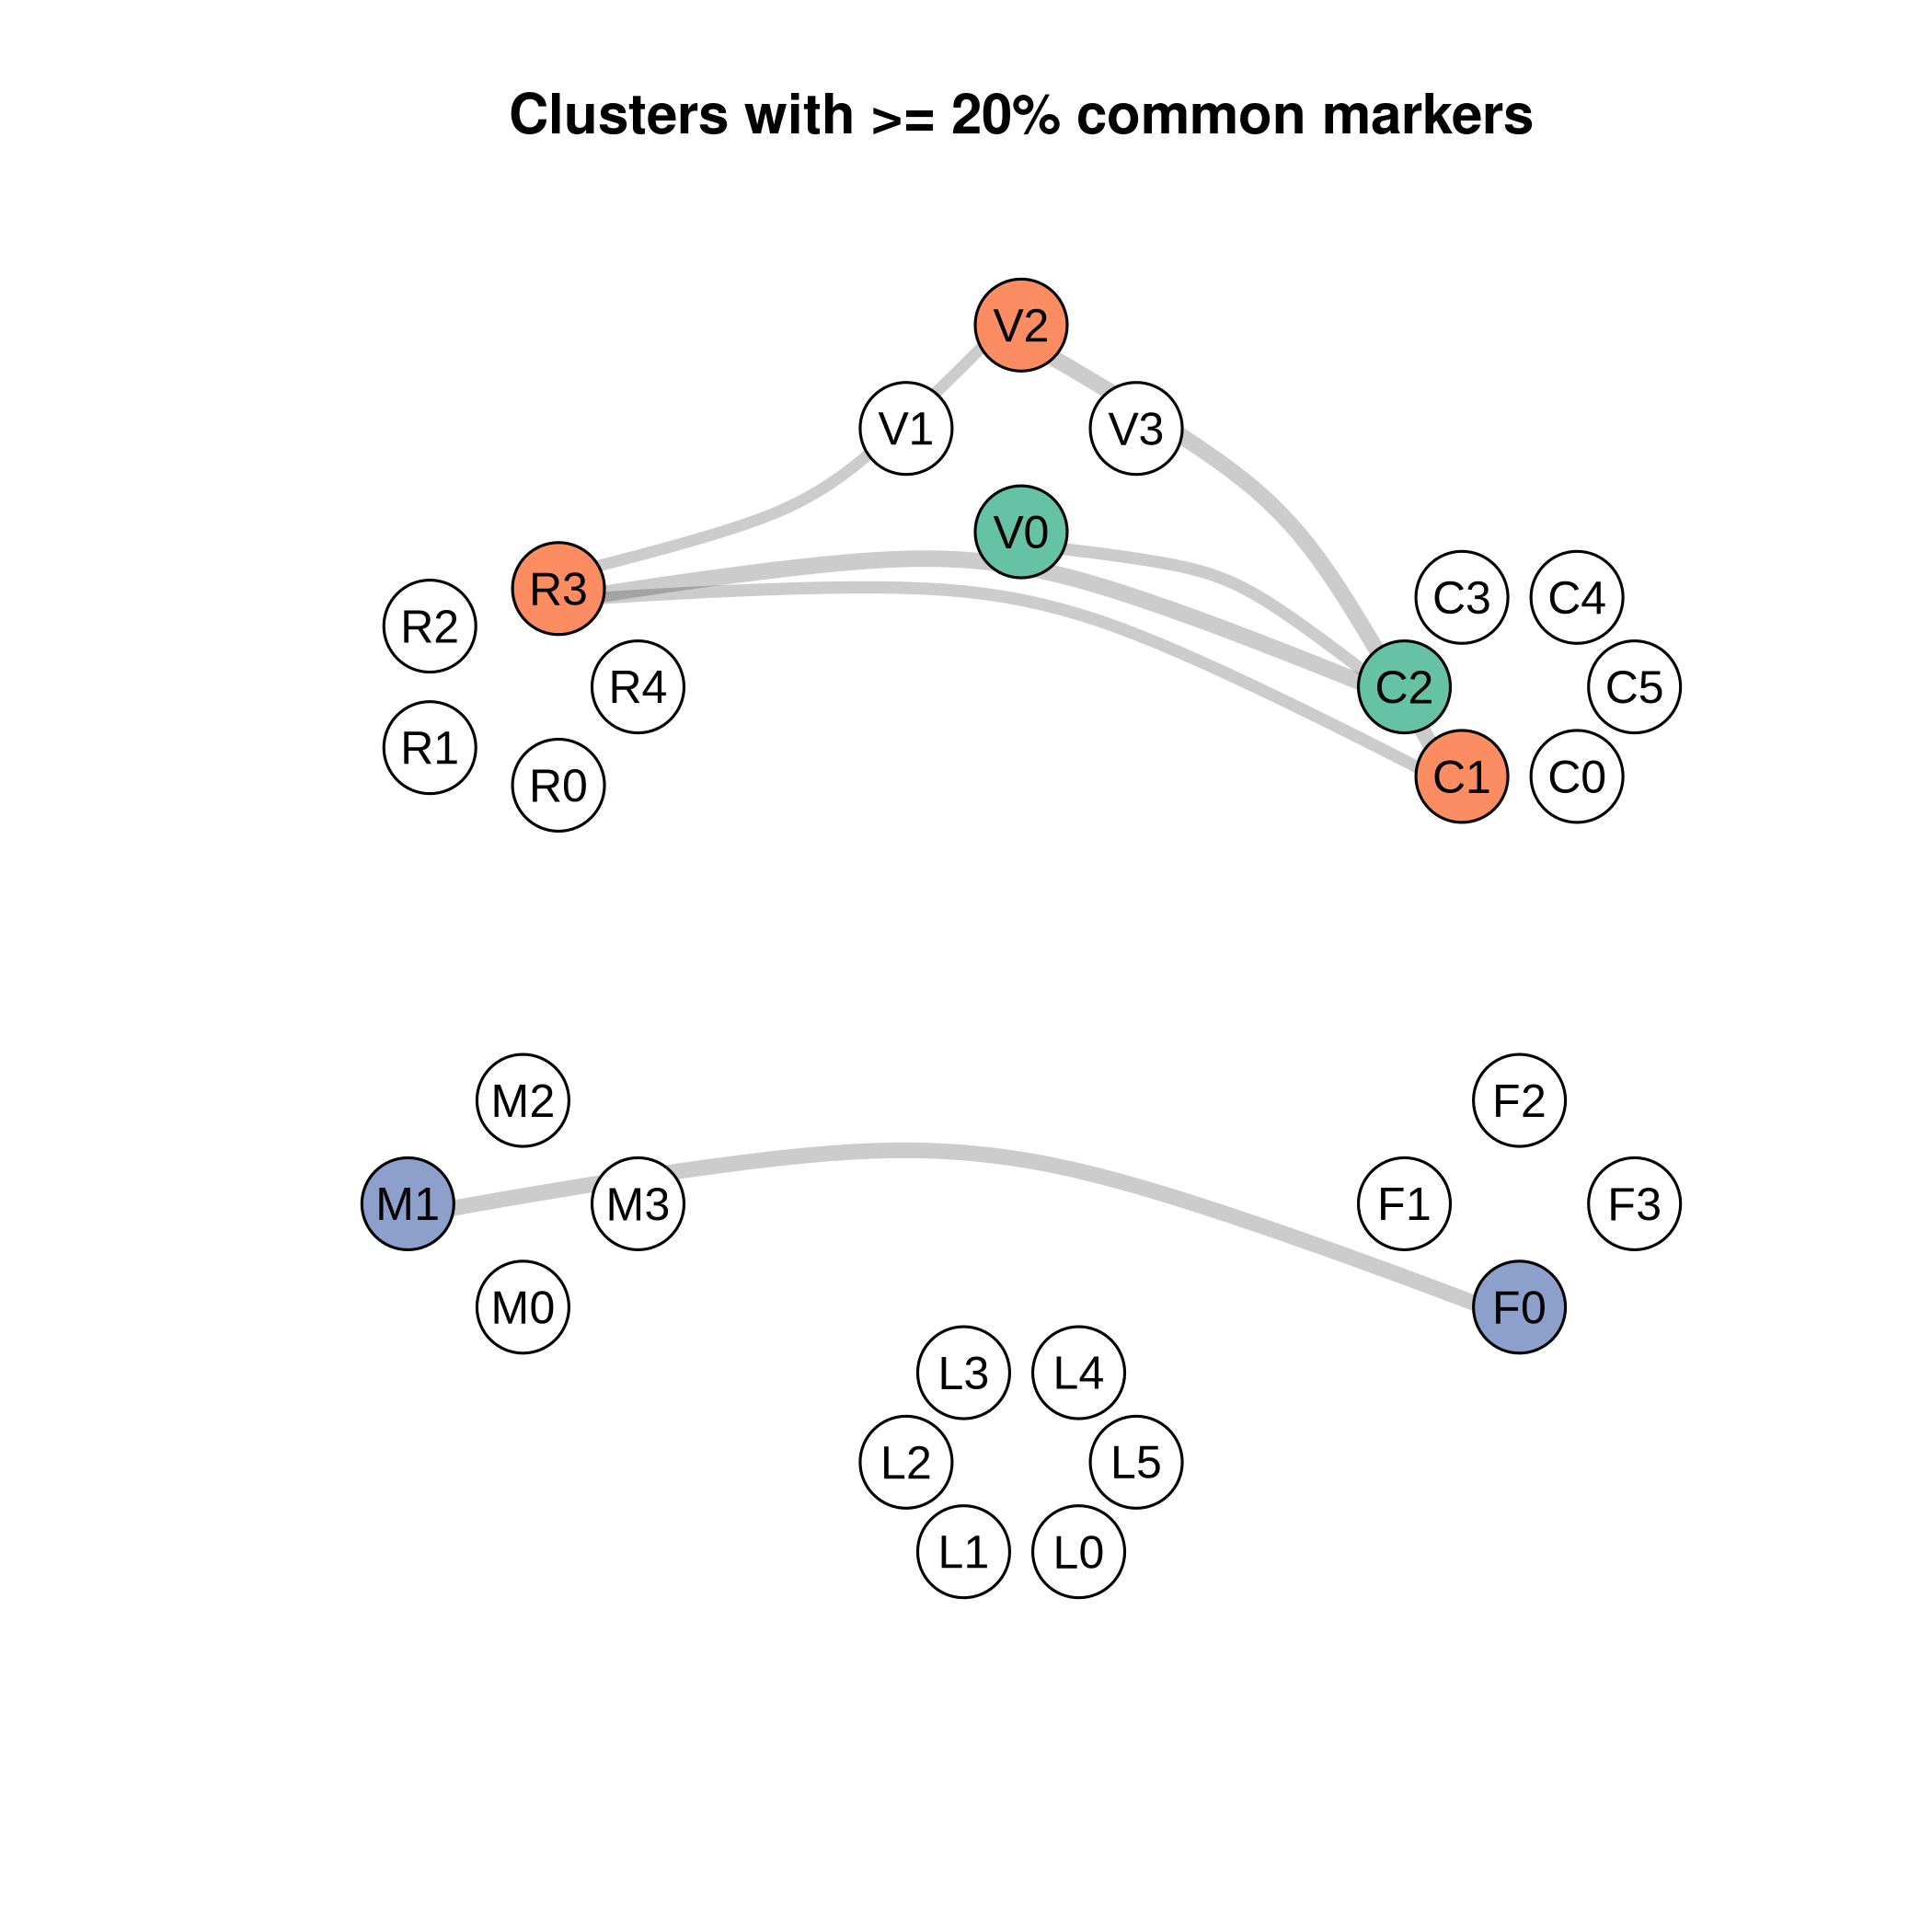 Clusters with >= 20% common markers
V2
V1 V3
V0
R3 C3 C4
R2
R4 C2 C5
R1 C1 C0
R0
M2 F2
M1 M3 F1 F3
M0 F0
L3 L4
L2 L5
L1 L0